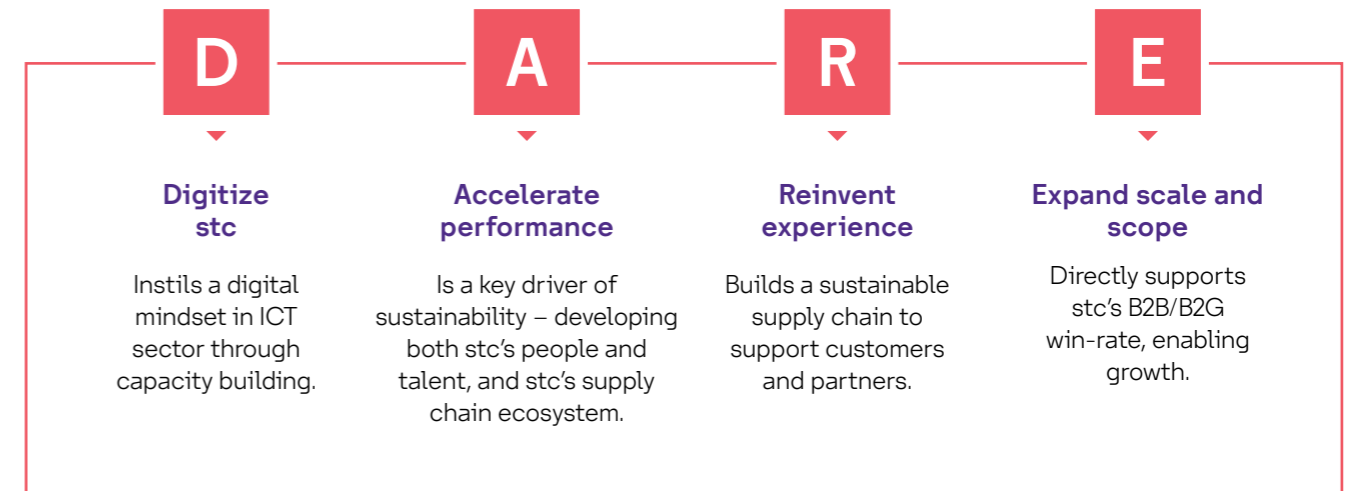 D
A
R
E
Digitize
stc
Instils a digital
mindset in ICT
sector through
capacity building.
Accelerate
performance
Is a key driver of
sustainability – developing
both stc’s people and
talent, and stc’s supply
chain ecosystem.
Reinvent
experience
Builds a sustainable
supply chain to
support customers
and partners.
Expand scale and
scope
Directly supports
stc’s B2B/B2G
win-rate, enabling
growth.